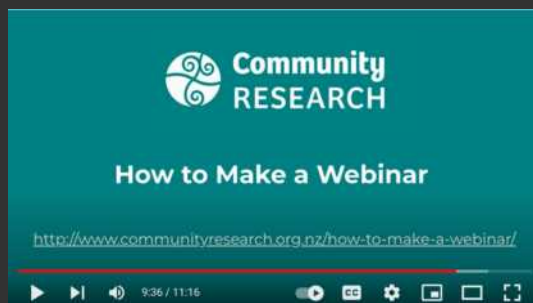 Community
RESEARCH
How to Make a Webinar
http://www.communityresearch.org.nz/how-to-make-a-webinar/
9:36 / 11:16
CC